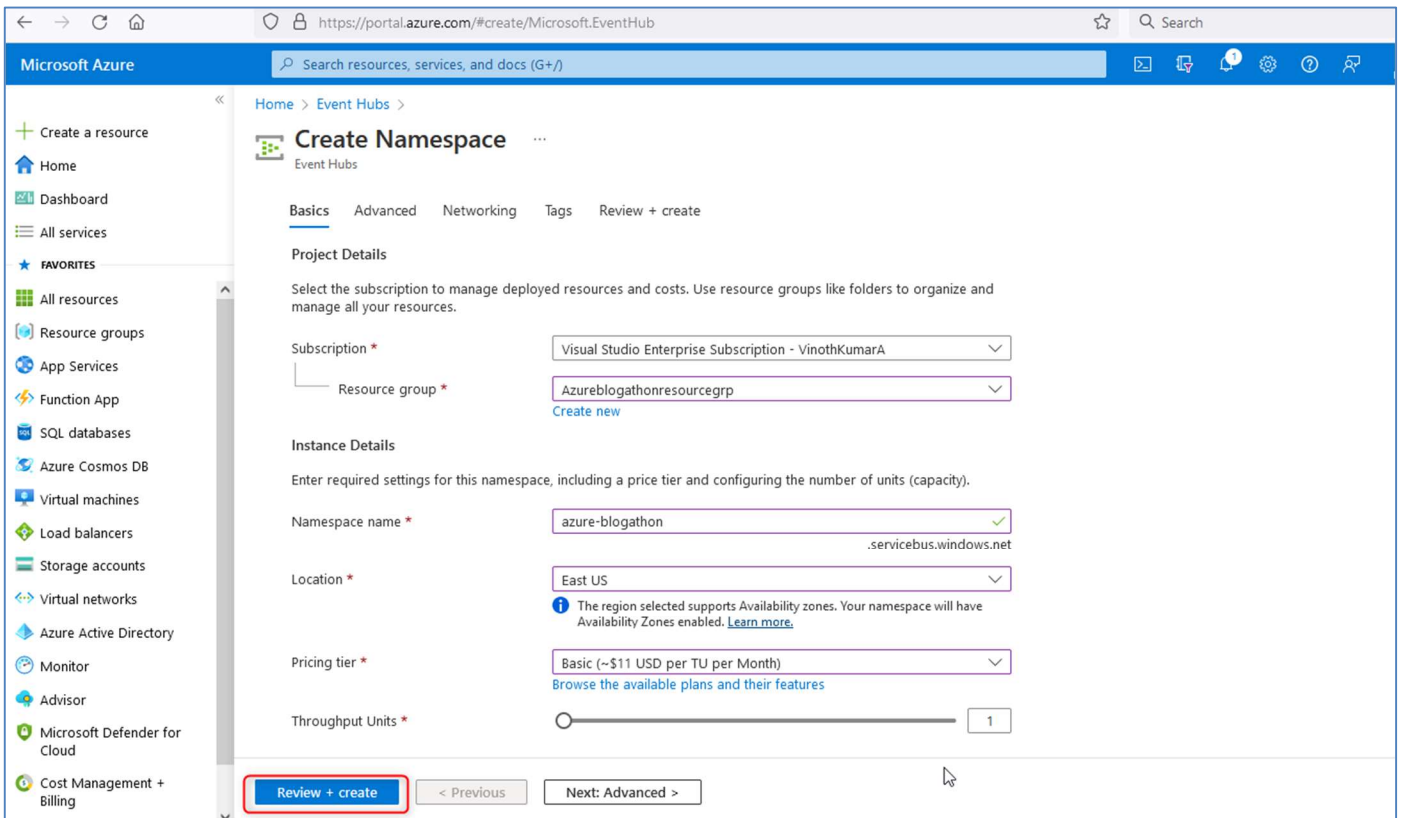 https://portal.azure.com/#create/Microsoft.EventHub
Search
Microsoft Azure
Search resources, services, and docs (G+/)
1
Create a resource
Home
Dashboard
All services
FAVORITES
All resources
Resource groups
App Services
Function App
SQL
SQL databases
Azure Cosmos DB
Virtual machines
Load balancers
Storage accounts
Virtual networks
Azure Active Directory
Monitor
Advisor
Microsoft Defender for
Cloud
Cost Management +
Billing
Home > Event Hubs >
Create Namespace ...
Event Hubs
Basics Advanced Networking Tags Review + create
Project Details
Select the subscription to manage deployed resources and costs. Use resource groups like folders to organize and
manage all your resources.
Subscription * Visual Studio Enterprise Subscription - VinothKumarA
Resource group * Azureblogathonresourcegrp
Create new
Instance Details
Enter required settings for this namespace, including a price tier and configuring the number of units (capacity).
Namespace name * azure-blogathon
.servicebus.windows.net
Location * East US
The region selected supports Availability zones. Your namespace will have
Availability Zones enabled. Learn more.
Pricing tier * Basic (~$11 USD per TU per Month)
Browse the available plans and their features
Throughput Units * 1
Review + create < Previous Next: Advanced >